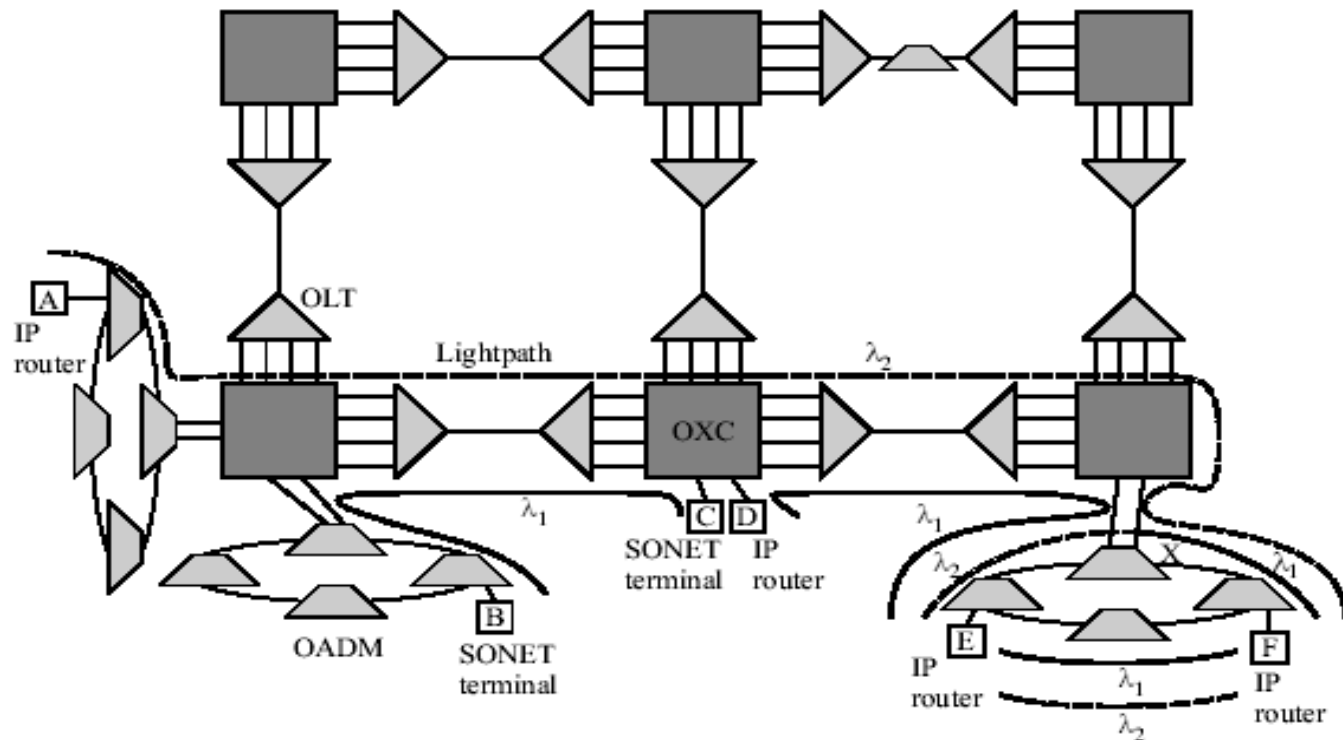 A
IP
router
OLT
Lightpath
λ2
OXC
λ1
C
D
SONET
terminal
IP
router
λ1
λ2
X
λ1
B
OADM
SONET
terminal
E
F
IP
router
λ1
IP
router
λ2